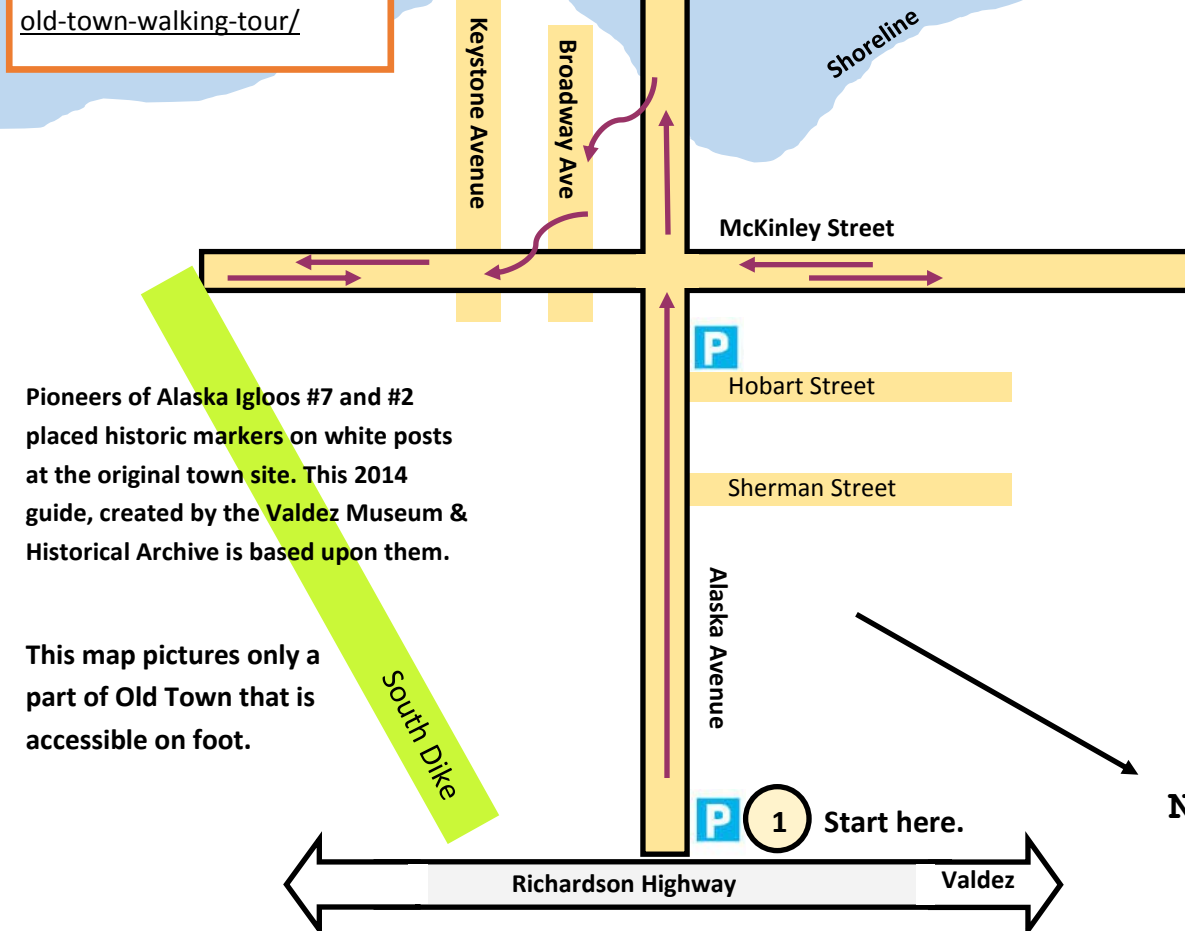 old-town-walking-tour/
Keystone Avenue
Broadway Ave
Shoreline
McKinley Street
P
Hobart Street
Pioneers of Alaska Igloos #7 and #2
placed historic markers on white posts
at the original town site. This 2014
guide, created by the Valdez Museum &
Historical Archive is based upon them.
Sherman Street
Alaska Avenue
This map pictures only a
part of Old Town that is
accessible on foot.
South Dike
N
P
1
Start here.
Richardson Highway
Valdez